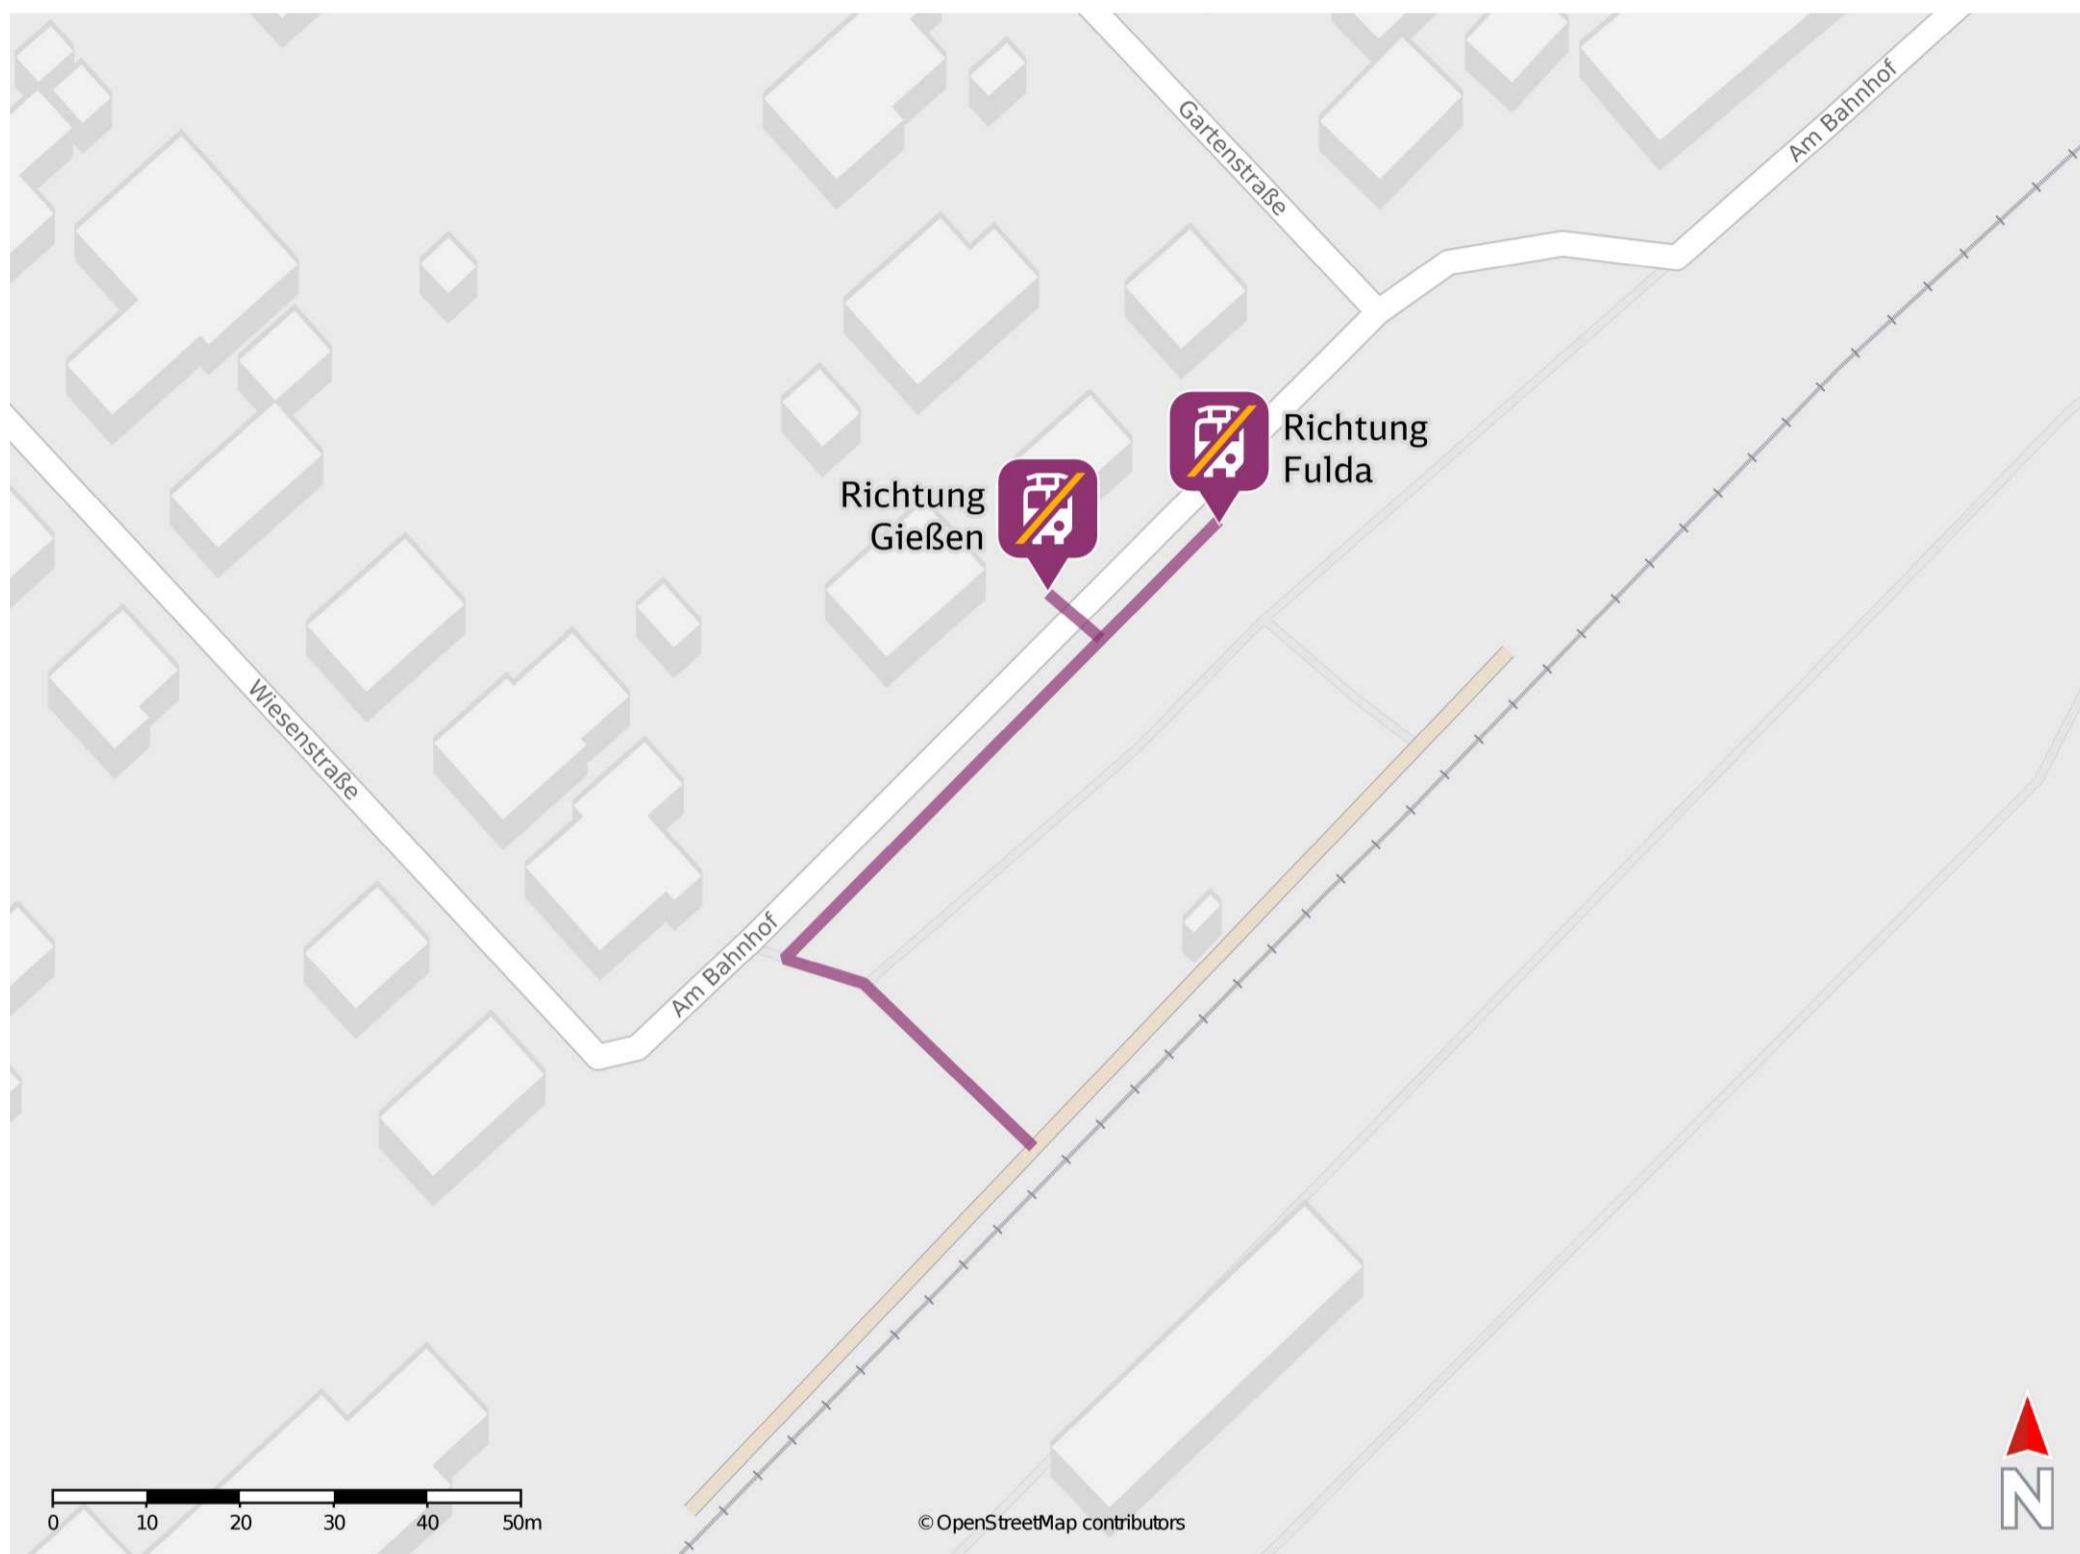 Gartenstraße
Am Bahnhof
Richtung
Fulda
Richtung
Gießen
Wiesenstraße
Am Bahnhof
0 10 20 30 40 50m
© OpenStreetMap contributors
N